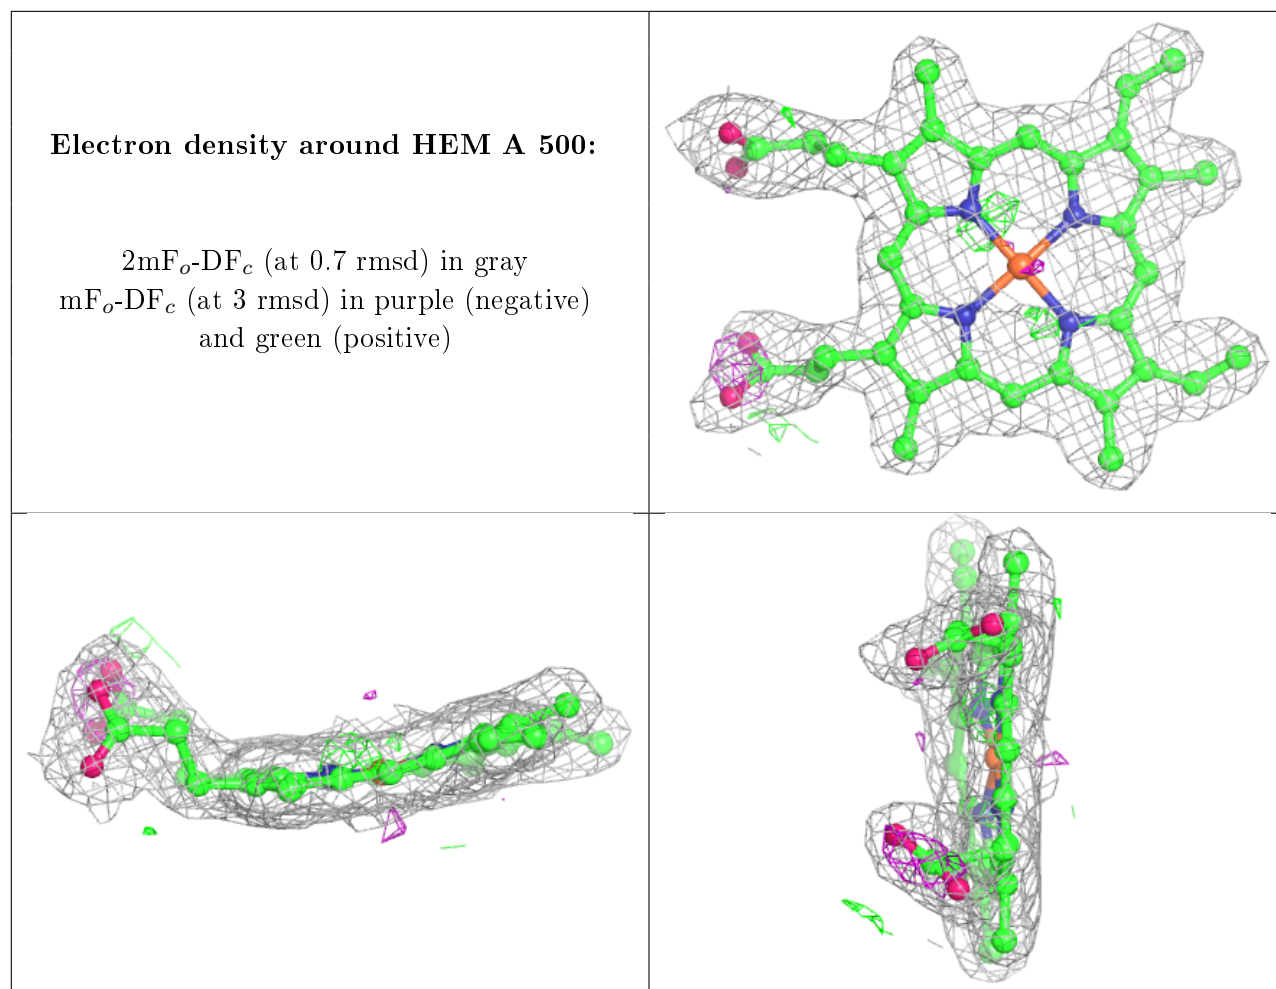 Electron density around HEM A 500:
2mFₒ-DF𝑐 (at 0.7 rmsd) in gray
mFₒ-DF𝑐 (at 3 rmsd) in purple (negative)
and green (positive)